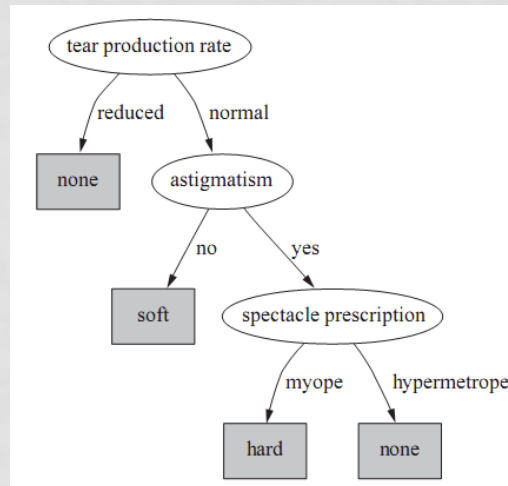 tear production rate
reduced
normal
none
astigmatism
no
yes
soft
spectacle prescription
myope
hypermetrope
hard
none